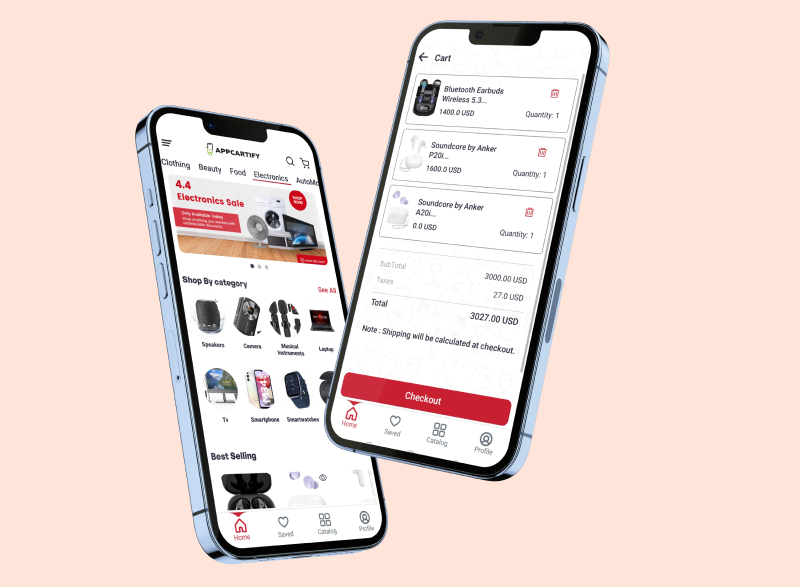 APPCARTIFY
Clothing Beauty Food Electronics AutoMo
4.4
Electronics Sale
SHOP NOW
Only Available Today
Shop By category
See All
Speakers
Camera
Musical
Instruments
Laptop
Tv
Smartphone
Smartwatches
Best Selling
Home
Saved
Catalog
Profile
Cart
Bluetooth Earbuds
Wireless 5.3...
1400.0 USD
Quantity: 1
Soundcore by Anker
P20i...
1600.0 USD
Quantity: 1
Soundcore by Anker
A20i...
0.0 USD
Quantity: 1
SubTotal
3000.00 USD
Taxes
27.0 USD
Total
3027.00 USD
Note : Shipping will be calculated at checkout.
Checkout
Home
Saved
Catalog
Profile